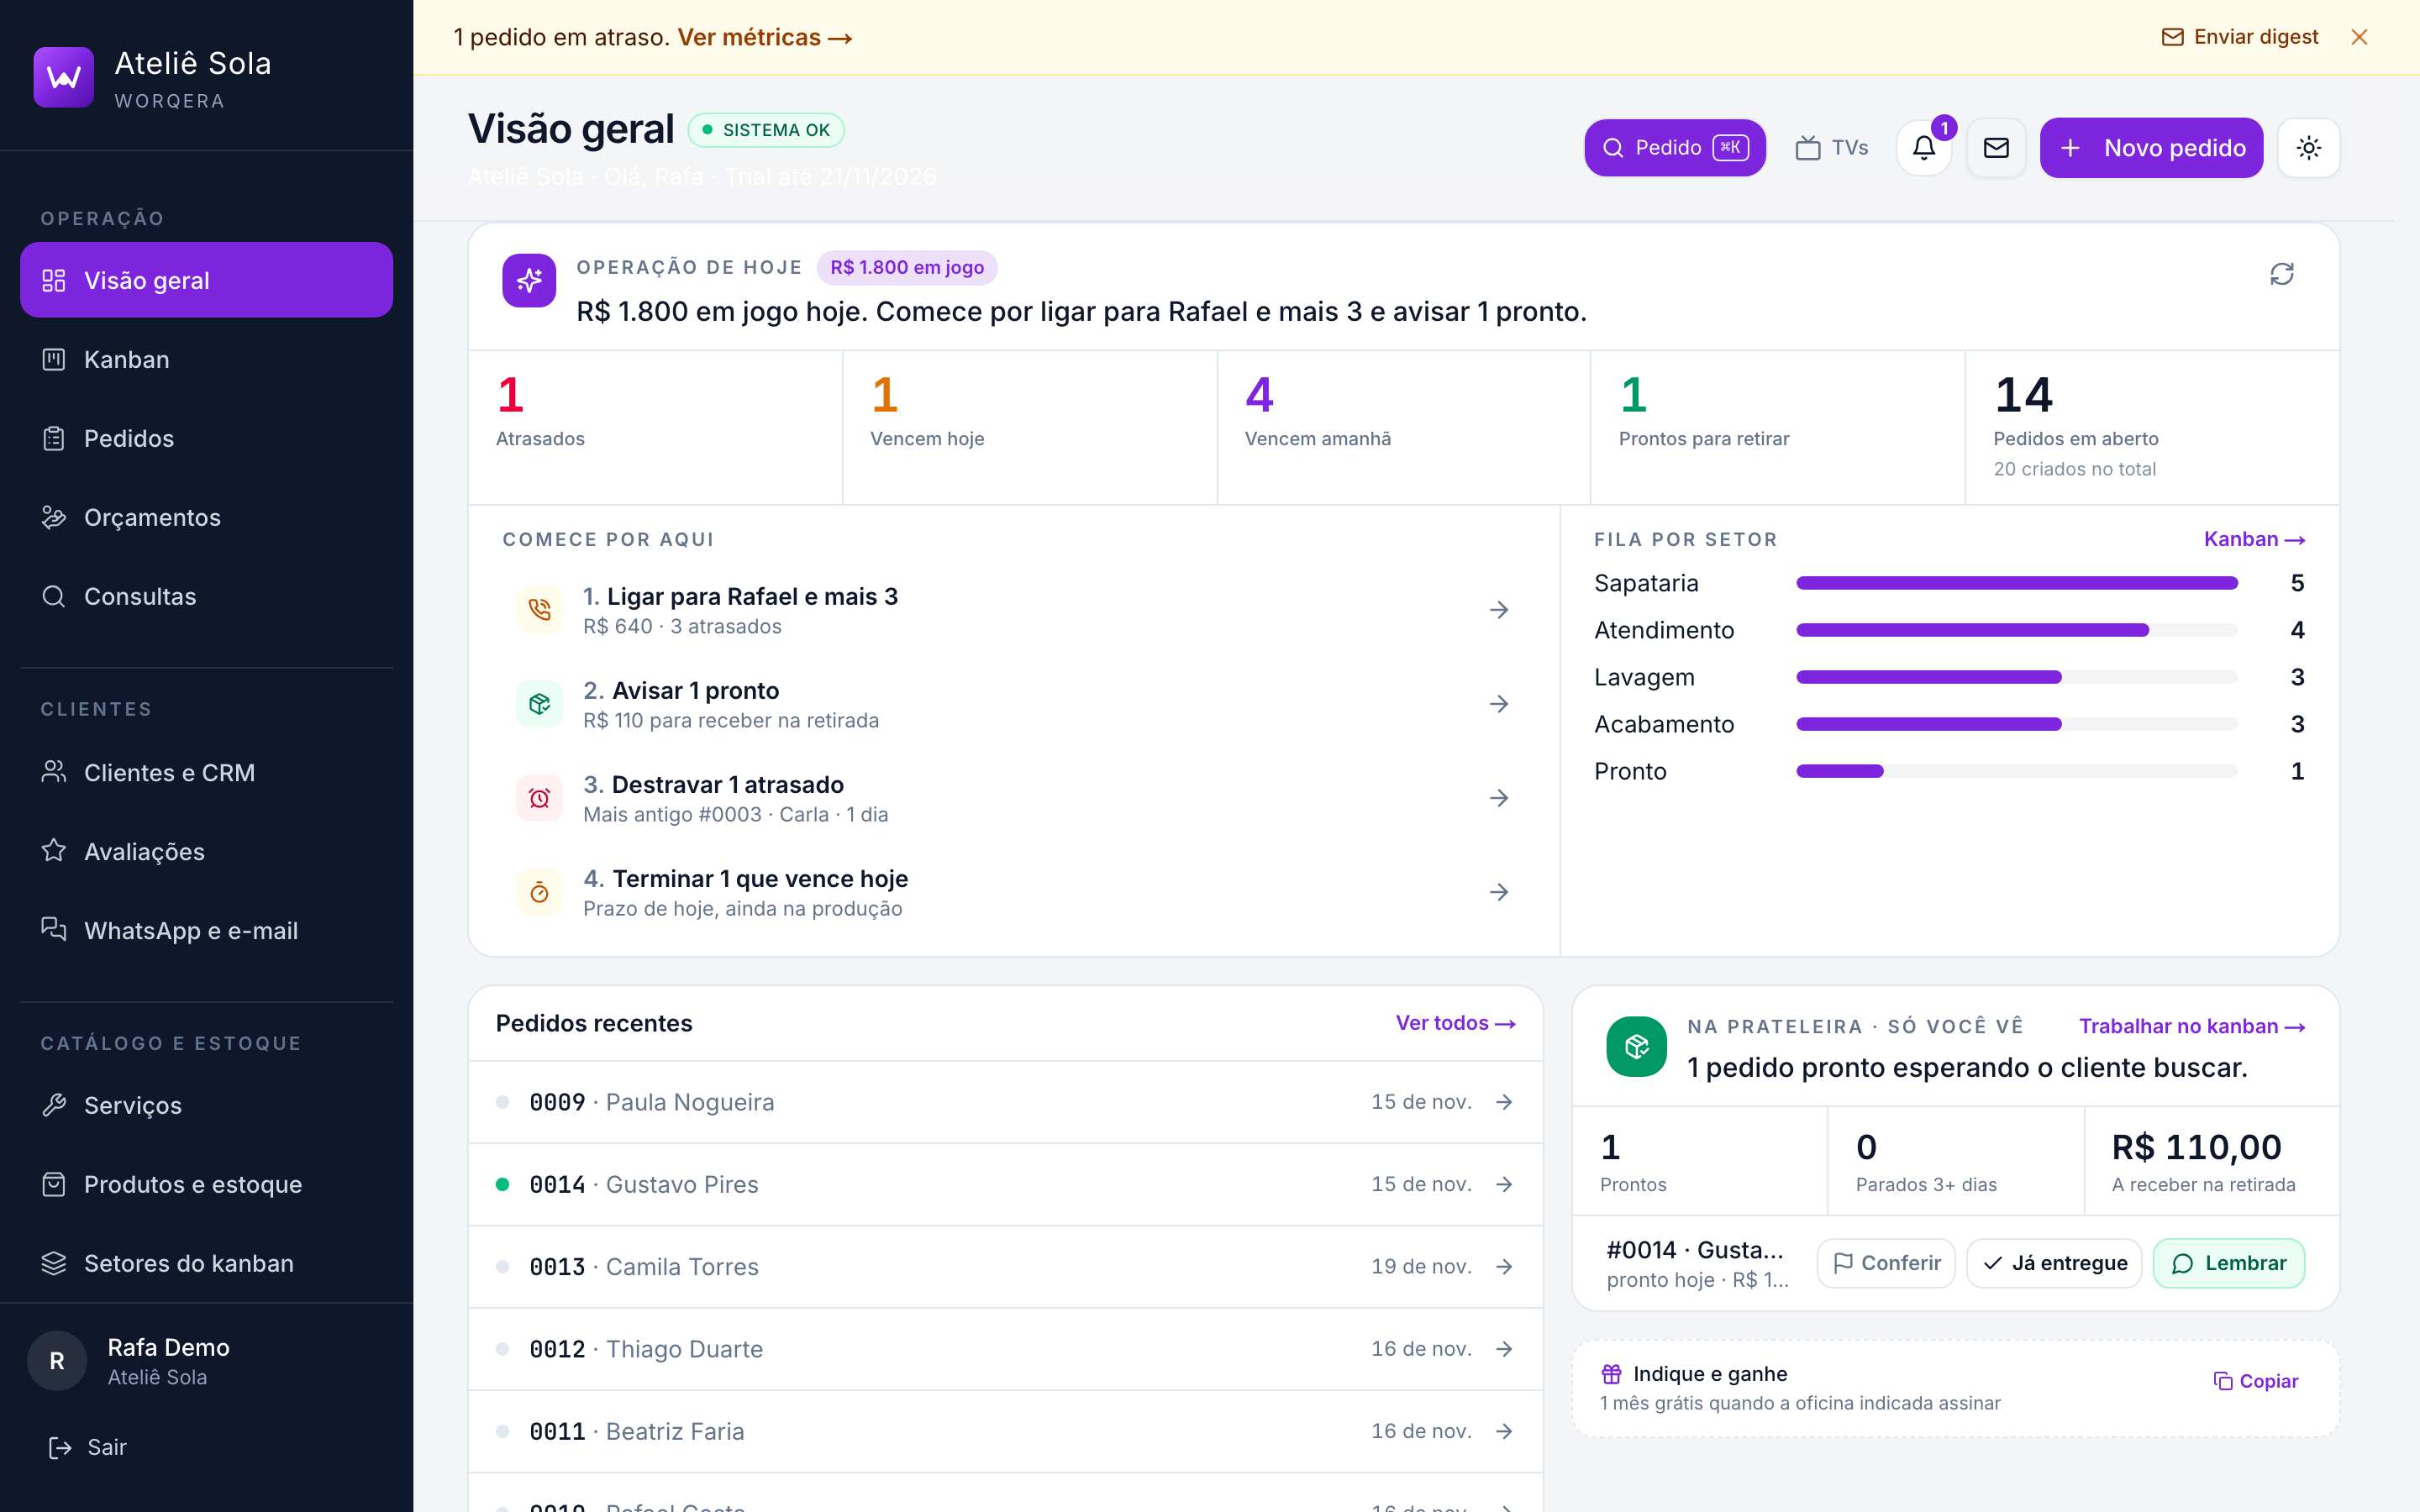 Ateliê Sola
WORQERA
OPERAÇÃO
Visão geral
Kanban
Pedidos
Orçamentos
Consultas
CLIENTES
Clientes e CRM
Avaliações
WhatsApp e e-mail
CATÁLOGO E ESTOQUE
Serviços
Produtos e estoque
Setores do kanban
R
Rafa Demo
Ateliê Sola
Sair
1 pedido em atraso. Ver métricas →
Enviar digest
Visão geral
SISTEMA OK
Ateliê Sola · Olá, Rafa · Trial até 21/11/2026
Pedido ⌘K
TVs
1
Novo pedido
OPERAÇÃO DE HOJE
R$ 1.800 em jogo
R$ 1.800 em jogo hoje. Comece por ligar para Rafael e mais 3 e avisar 1 pronto.
1
Atrasados
1
Vencem hoje
4
Vencem amanhã
1
Prontos para retirar
14
Pedidos em aberto
20 criados no total
COMECE POR AQUI
1. Ligar para Rafael e mais 3
R$ 640 · 3 atrasados
2. Avisar 1 pronto
R$ 110 para receber na retirada
3. Destravar 1 atrasado
Mais antigo #0003 · Carla · 1 dia
4. Terminar 1 que vence hoje
Prazo de hoje, ainda na produção
FILA POR SETOR
Kanban →
Sapataria 5
Atendimento 4
Lavagem 3
Acabamento 3
Pronto 1
Pedidos recentes
Ver todos →
0009 · Paula Nogueira 15 de nov.
0014 · Gustavo Pires 15 de nov.
0013 · Camila Torres 19 de nov.
0012 · Thiago Duarte 16 de nov.
0011 · Beatriz Faria 16 de nov.
0010 · Rafael Costa 16 de nov.
NA PRATELEIRA · SÓ VOCÊ VÊ
Trabalhar no kanban →
1 pedido pronto esperando o cliente buscar.
1
Prontos
0
Parados 3+ dias
R$ 110,00
A receber na retirada
#0014 · Gusta...
pronto hoje · R$ 1...
Conferir
Já entregue
Lembrar
Indique e ganhe
1 mês grátis quando a oficina indicada assinar
Copiar